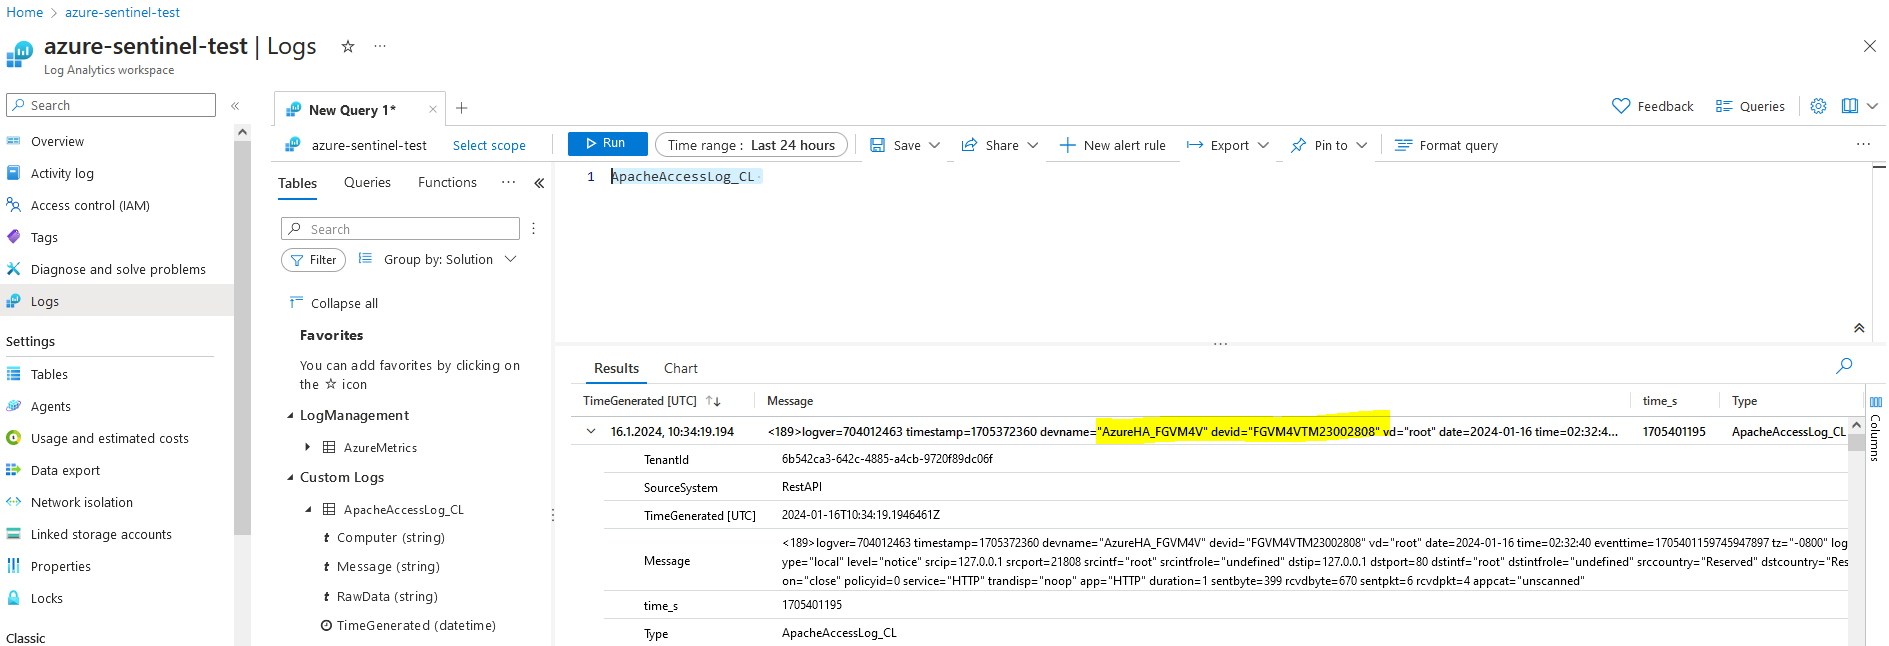 Home > azure-sentinel-test
azure-sentinel-test | Logs
Log Analytics workspace
Search
Overview
Activity log
Access control (IAM)
Tags
Diagnose and solve problems
Logs
Settings
Tables
Agents
Usage and estimated costs
Data export
Network isolation
Linked storage accounts
Properties
Locks
Classic
New Query 1*
Feedback
Queries
azure-sentinel-test
Select scope
Run
Time range : Last 24 hours
Save
Share
New alert rule
Export
Pin to
Format query
Tables
Queries
Functions
Search
Filter
Group by: Solution
Collapse all
Favorites
You can add favorites by clicking on
the ☆ icon
LogManagement
AzureMetrics
Custom Logs
ApacheAccessLog_CL
t Computer (string)
t Message (string)
t RawData (string)
TimeGenerated (datetime)
1 ApacheAccessLog_CL
Results
Chart
TimeGenerated [UTC] Message time_s Type
16.1.2024, 10:34:19.194 <189>logver=704012463 timestamp=1705372360 devname="AzureHA_FGVM4V" devid="FGVM4VTM23002808" vd="root" date=2024-01-16 time=02:32:4... 1705401195 ApacheAccessLog_CL
TenantId 6b542ca3-642c-4885-a4cb-9720f89dc06f
SourceSystem RestAPI
TimeGenerated [UTC] 2024-01-16T10:34:19.1946461Z
Message <189>logver=704012463 timestamp=1705372360 devname="AzureHA_FGVM4V" devid="FGVM4VTM23002808" vd="root" date=2024-01-16 time=02:32:40 eventtime=1705401159745947897 tz="-0800" log
ype="local" level="notice" srcip=127.0.0.1 srcport=21808 srcintf="root" srcintfrole="undefined" dstip=127.0.0.1 dstport=80 dstintf="root" dstintfrole="undefined" srccountry="Reserved" dstcountry="Res
on="close" policyid=0 service="HTTP" trandisp="noop" app="HTTP" duration=1 sentbyte=399 rcvdbyte=670 sentpkt=6 rcvdpkt=4 appcat="unscanned"
time_s 1705401195
Type ApacheAccessLog_CL
Columns